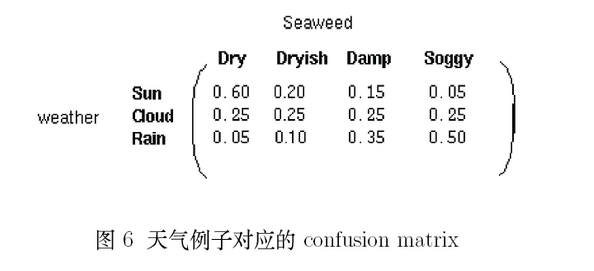 Seaweed
Dry Dryish Damp Soggy
Sun 0.60 0.20 0.15 0.05
weather Cloud 0.25 0.25 0.25 0.25
Rain 0.05 0.10 0.35 0.50
图 6 天气例子对应的 confusion matrix